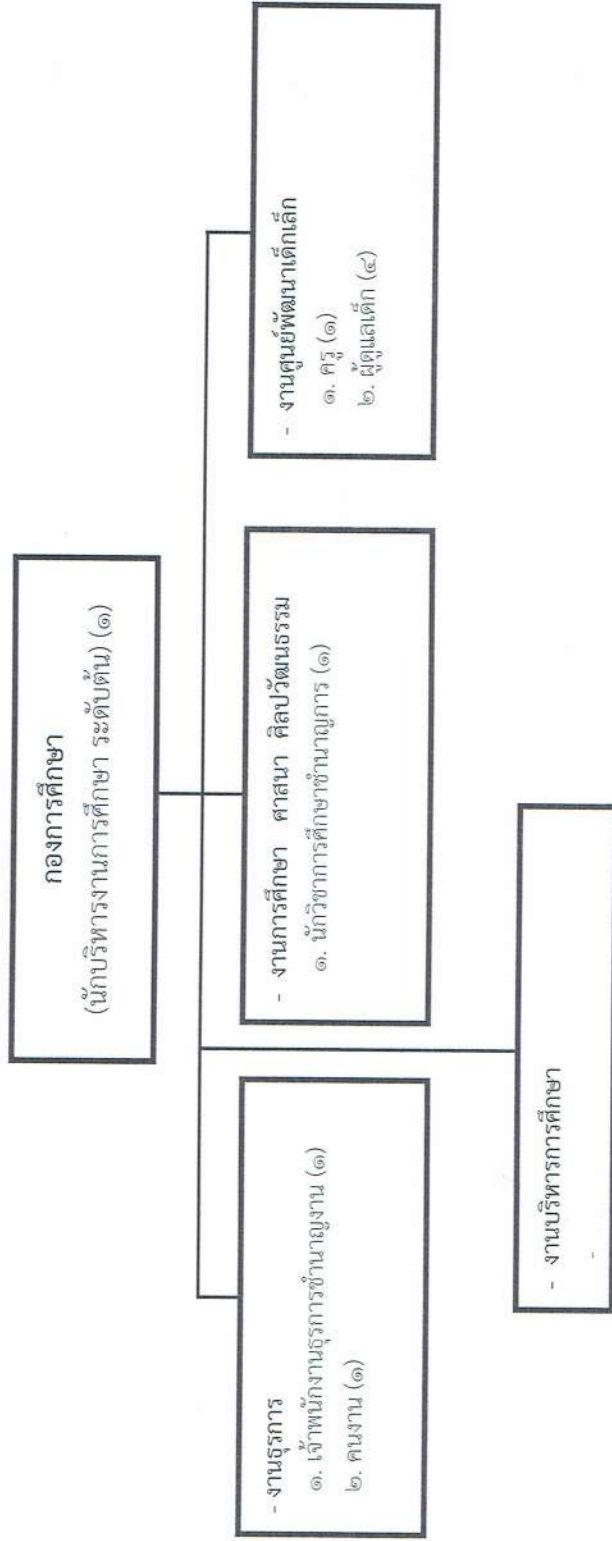 กองการศึกษา
(นักบริหารงานการศึกษา ระดับต้น) (๑)
- งานธุรการ
๑. เจ้าพนักงานธุรการชำนาญงาน (๑)
๒. คนงาน (๑)
- งานการศึกษา ศาสนา ศิลปวัฒนธรรม
๑. นักวิชาการศึกษาชำนาญการ (๑)
- งานศูนย์พัฒนาเด็กเล็ก
๑. ครู (๑)
๒. ผู้ดูแลเด็ก (๔)
- งานบริหารการศึกษา
-